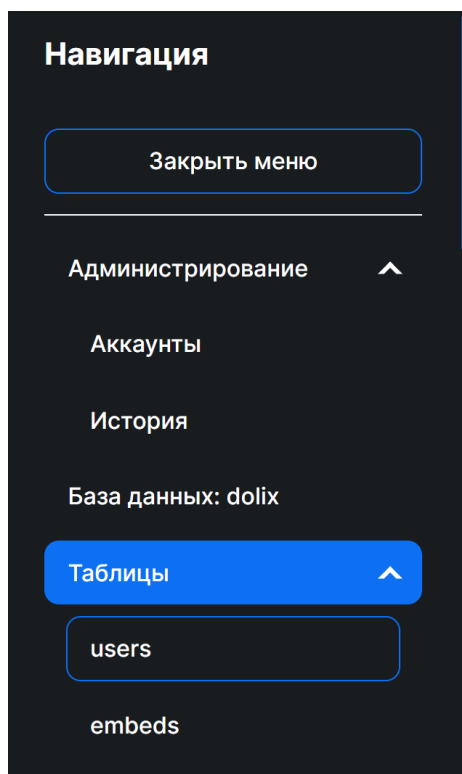 Навигация
Закрыть меню
Администрирование
Аккаунты
История
База данных: dolix
Таблицы
users
embeds